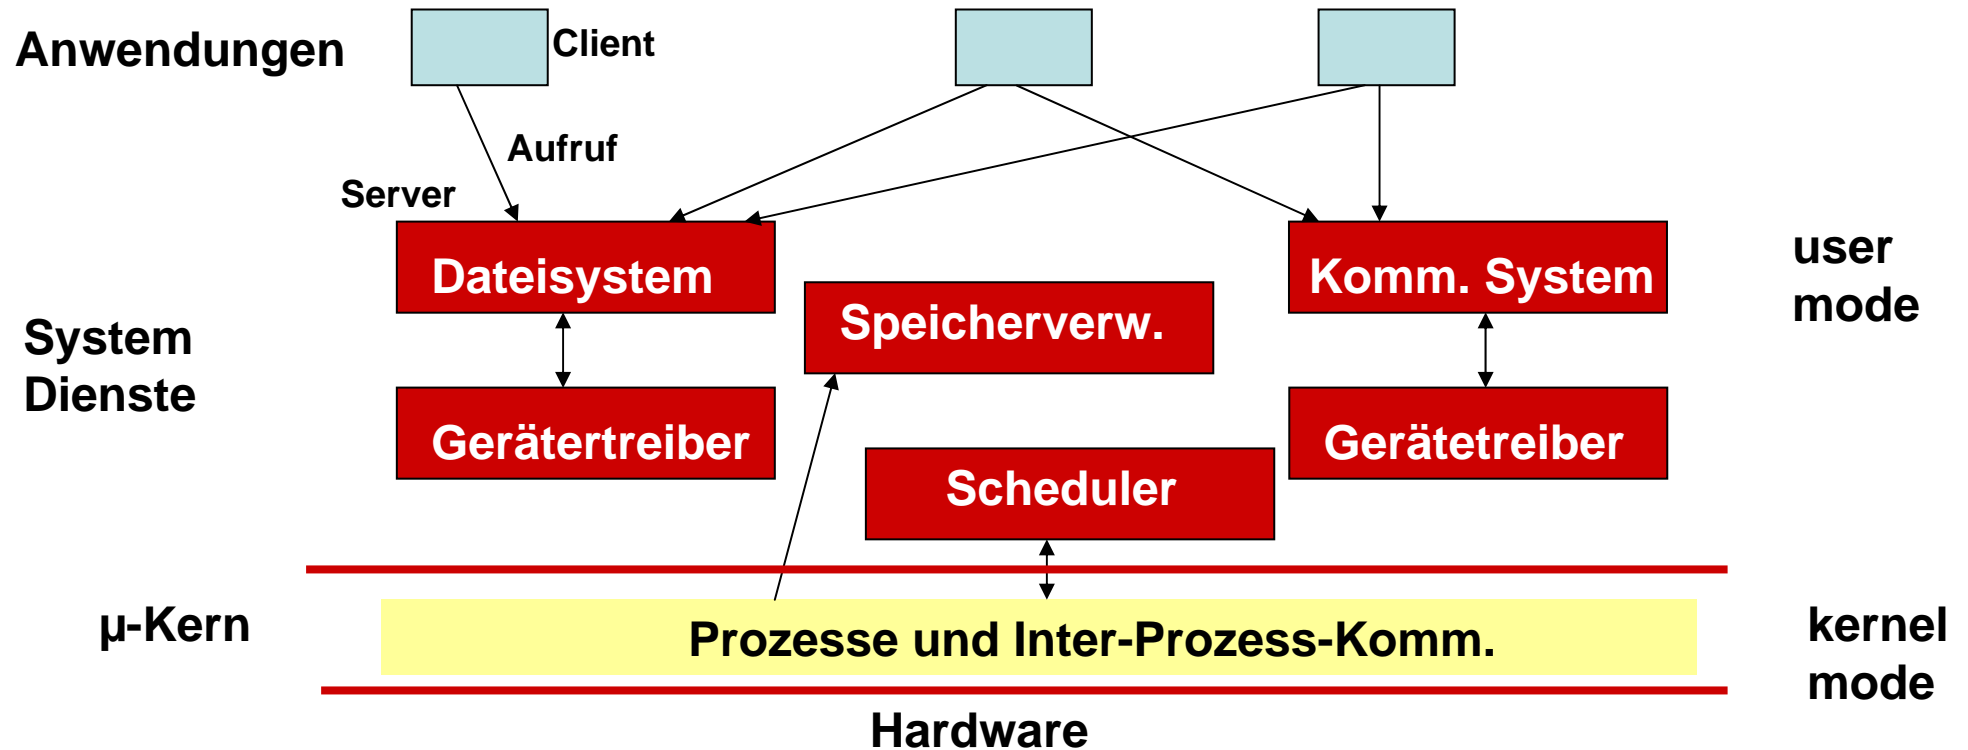 Anwendungen
Client
Aufruf
Server
Dateisystem
Komm. System
user
mode
Speicherverw.
System
Dienste
Gerätertreiber
Gerätetreiber
Scheduler
µ-Kern
Prozesse und Inter-Prozess-Komm.
kernel
mode
Hardware